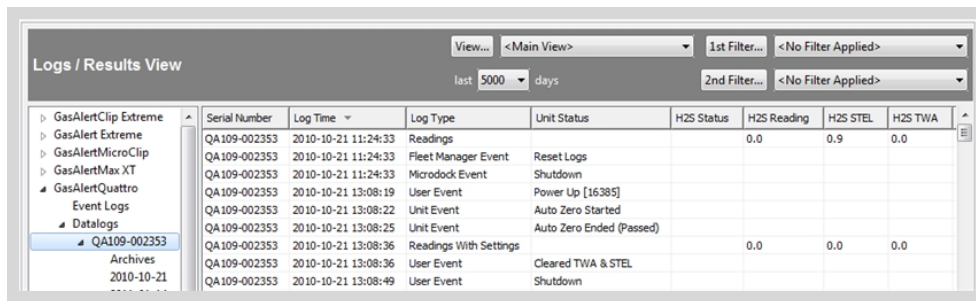 View... <Main View> 1st Filter... <No Filter Applied>
Logs / Results View
last 5000 days 2nd Filter... <No Filter Applied>
GasAlertClip Extreme
GasAlert Extreme
GasAlertMicroClip
GasAlertMax XT
GasAlertQuattro
Event Logs
Datalogs
QA109-002353
Archives
2010-10-21
Serial Number Log Time Log Type Unit Status H2S Status H2S Reading H2S STEL H2S TWA
QA109-002353 2010-10-21 11:24:33 Readings 0.0 0.9 0.0
QA109-002353 2010-10-21 11:24:33 Fleet Manager Event Reset Logs
QA109-002353 2010-10-21 11:24:33 Microdock Event Shutdown
QA109-002353 2010-10-21 13:08:19 User Event Power Up [16385]
QA109-002353 2010-10-21 13:08:22 Unit Event Auto Zero Started
QA109-002353 2010-10-21 13:08:25 Unit Event Auto Zero Ended (Passed)
QA109-002353 2010-10-21 13:08:36 Readings With Settings 0.0 0.0 0.0
QA109-002353 2010-10-21 13:08:36 User Event Cleared TWA & STEL
QA109-002353 2010-10-21 13:08:49 User Event Shutdown